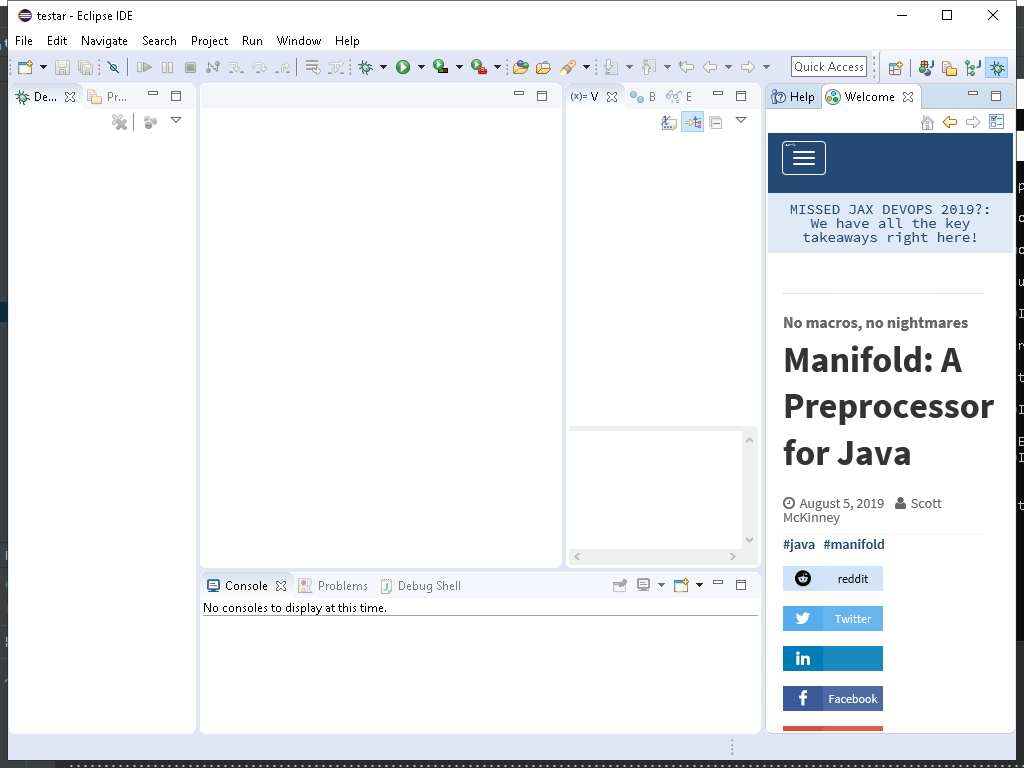 testar - Eclipse IDE
File Edit Navigate Search Project Run Window Help
Quick Access
De... Pr...
(x)= V B E
Help Welcome
MISSED JAX DEVOPS 2019?:
We have all the key
takeaways right here!
No macros, no nightmares
Manifold: A
Preprocessor
for Java
August 5, 2019 Scott
McKinney
#java #manifold
reddit
Twitter
in
f Facebook
Console Problems Debug Shell
No consoles to display at this time.